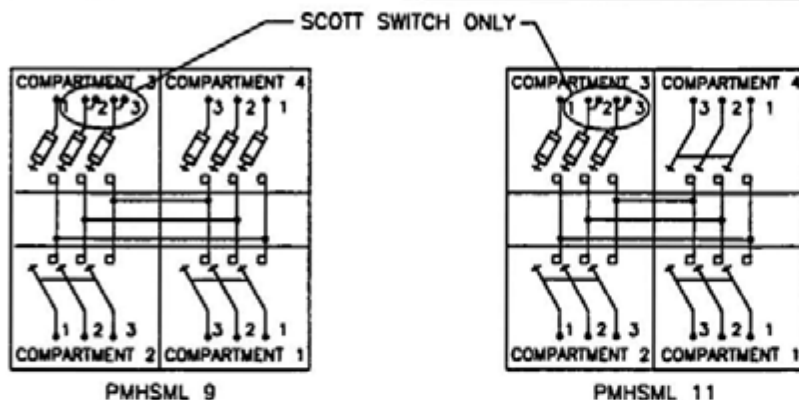 SCOTT SWITCH ONLY
COMPARTMENT 3 COMPARTMENT 4
1 2 3 3 2 1
1 2 3 3 2 1
COMPARTMENT 2 COMPARTMENT 1
PMHSML 9
COMPARTMENT 3 COMPARTMENT 4
1 2 3 3 2 1
1 2 3 3 2 1
COMPARTMENT 2 COMPARTMENT 1
PMHSML 11